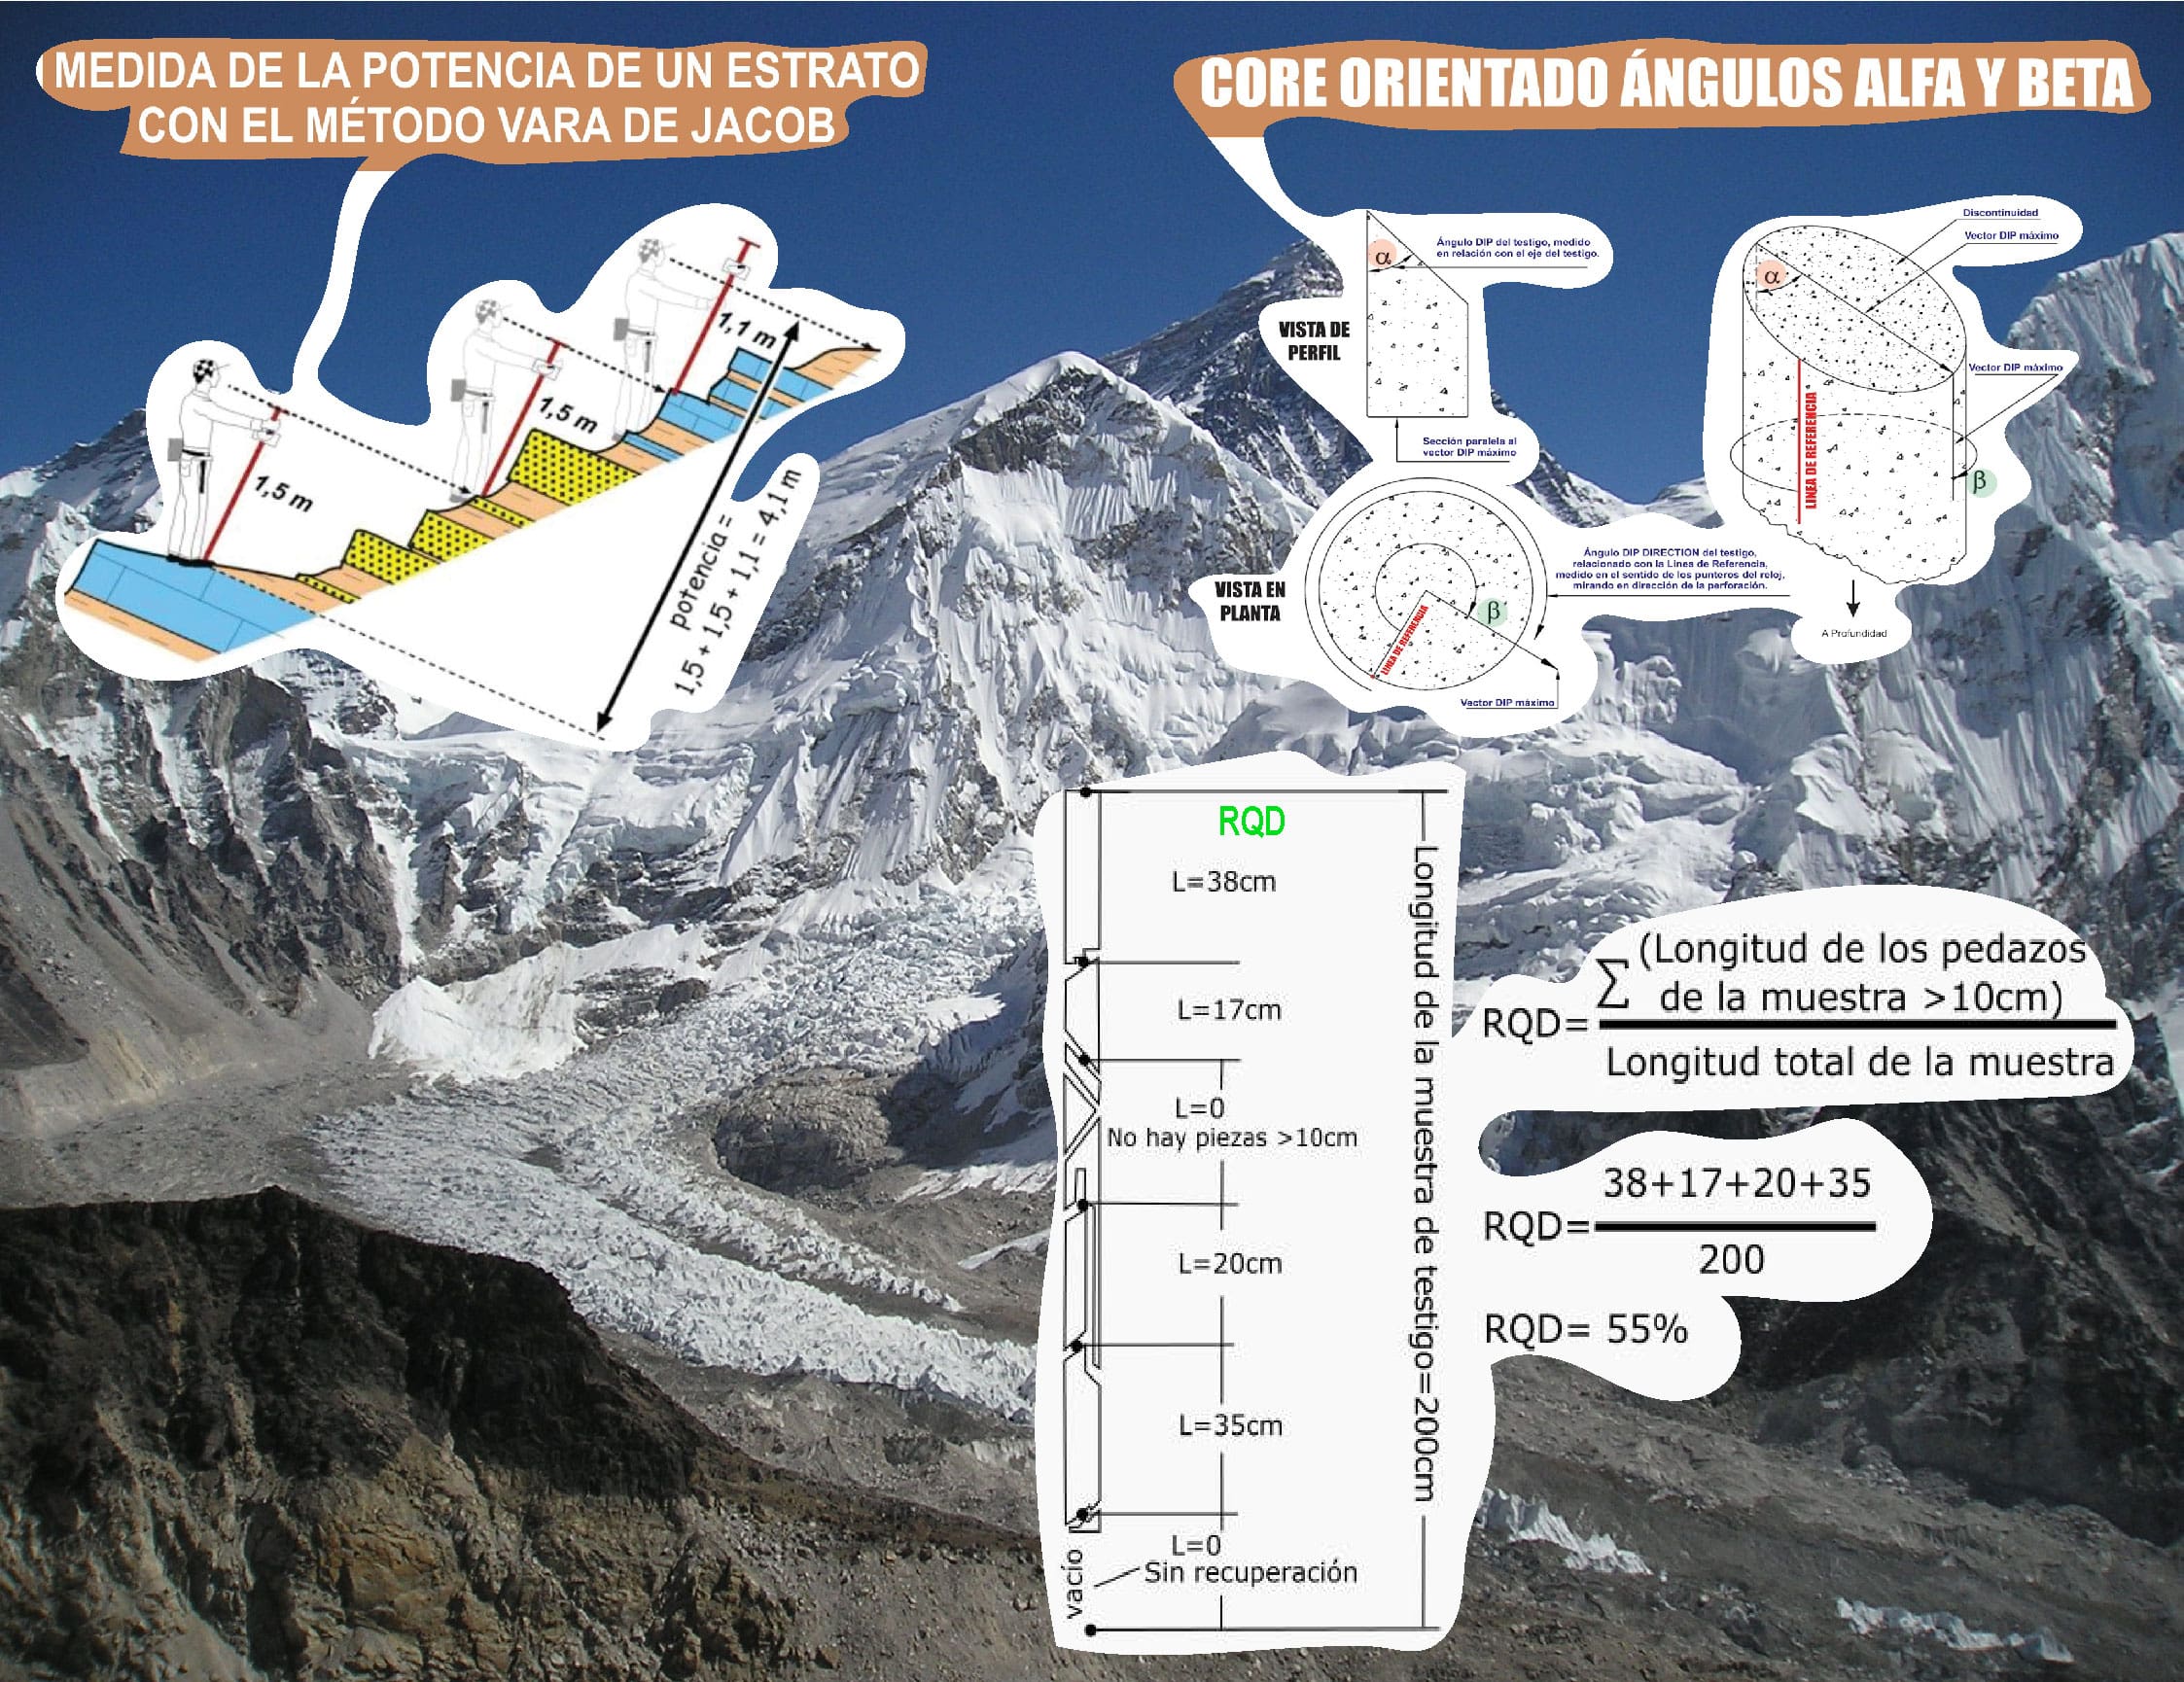 MEDIDA DE LA POTENCIA DE UN ESTRATO
CON EL MÉTODO VARA DE JACOB
1,5 m
1,5 m
1,1 m
potencia =
1,5 + 1,5 + 1,1 = 4,1 m
CORE ORIENTADO ÁNGULOS ALFA Y BETA
α
Ángulo DIP del testigo, medido
en relación con el eje del testigo.
VISTA DE
PERFIL
Sección paralela al
vector DIP máximo
Discontinuidad
Vector DIP máximo
α
Vector DIP máximo
LINEA DE REFERENCIA
β
A Profundidad
VISTA EN
PLANTA
LINEA DE REFERENCIA
β
Ángulo DIP DIRECTION del testigo,
relacionado con la Linea de Referencia,
medido en el sentido de los punteros del reloj,
mirando en dirección de la perforación.
Vector DIP máximo
RQD
L=38cm
L=17cm
L=0
No hay piezas >10cm
L=20cm
L=35cm
L=0
Sin recuperación
vacío
Longitud de la muestra de testigo=200cm
RQD= Σ (Longitud de los pedazos
de la muestra >10cm)
Longitud total de la muestra
RQD= 38+17+20+35
200
RQD= 55%